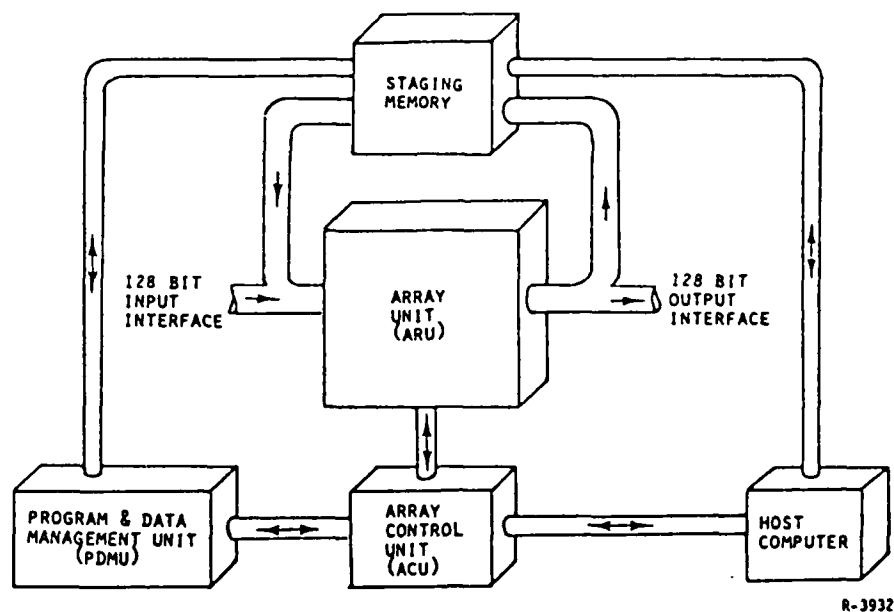 STAGING
MEMORY
128 BIT
INPUT
INTERFACE
ARRAY
UNIT
(ARU)
128 BIT
OUTPUT
INTERFACE
PROGRAM & DATA
MANAGEMENT UNIT
(PDMU)
ARRAY
CONTROL
UNIT
(ACU)
HOST
COMPUTER
R-3932